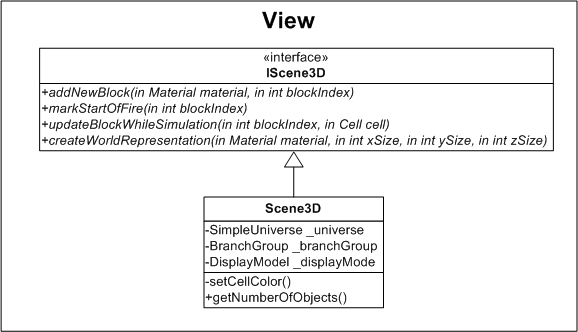 View
«interface»
IScene3D
+addNewBlock(in Material material, in int blockIndex)
+markStartOfFire(in int blockIndex)
+updateBlockWhileSimulation(in int blockIndex, in Cell cell)
+createWorldRepresentation(in Material material, in int xSize, in int ySize, in int zSize)
Scene3D
-SimpleUniverse _universe
-BranchGroup _branchGroup
-DisplayModel _displayMode
-setCellColor()
+getNumberOfObjects()